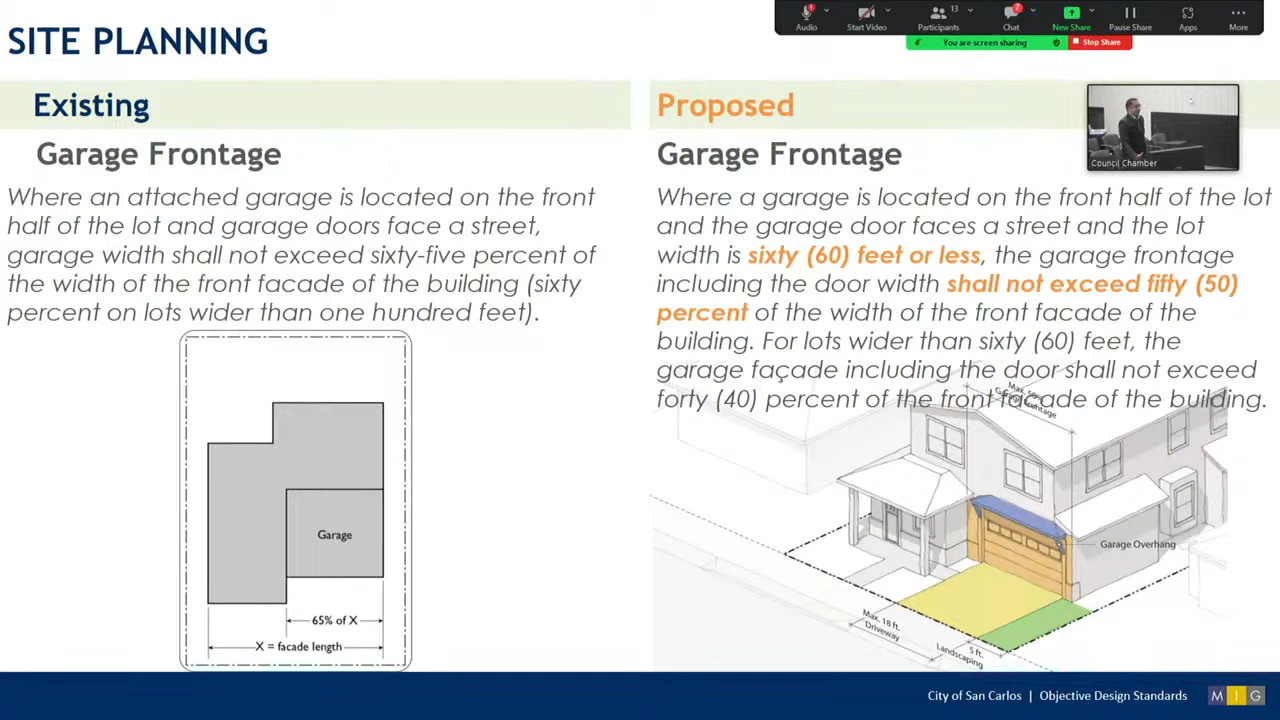 SITE PLANNING
Audio
Start Video
13
Participants
7
Chat
New Share
Pause Share
Apps
More
You are screen sharing
Stop Share
Existing
Garage Frontage
Where an attached garage is located on the front
half of the lot and garage doors face a street,
garage width shall not exceed sixty-five percent of
the width of the front facade of the building (sixty
percent on lots wider than one hundred feet).
Garage
65% of X
X = facade length
Proposed
Council Chamber
Garage Frontage
Where a garage is located on the front half of the lot
and the garage door faces a street and the lot
width is sixty (60) feet or less, the garage frontage
including the door width shall not exceed fifty (50)
percent of the width of the front facade of the
building. For lots wider than sixty (60) feet, the
garage façade including the door shall not exceed
forty (40) percent of the front facade of the building.
Max. 50%
Garage Frontage
Garage Overhang
Max. 18 ft.
Driveway
5 ft.
Landscaping
City of San Carlos | Objective Design Standards
MIG